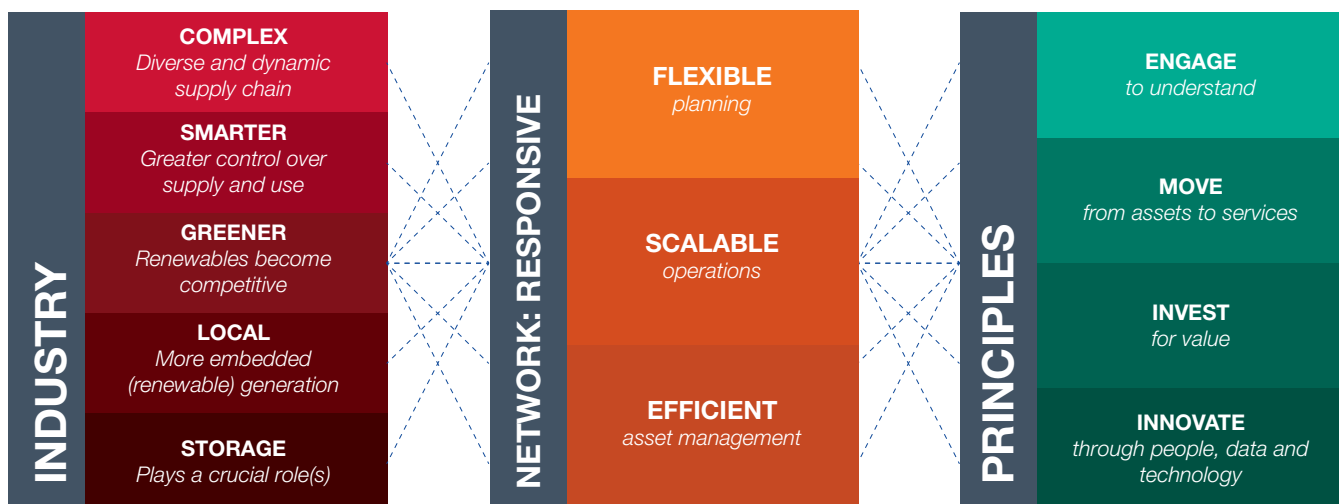 INDUSTRY
COMPLEX
Diverse and dynamic
supply chain
SMARTER
Greater control over
supply and use
GREENER
Renewables become
competitive
LOCAL
More embedded
(renewable) generation
STORAGE
Plays a crucial role(s)
NETWORK: RESPONSIVE
FLEXIBLE
planning
SCALABLE
operations
EFFICIENT
asset management
PRINCIPLES
ENGAGE
to understand
MOVE
from assets to services
INVEST
for value
INNOVATE
through people, data and
technology